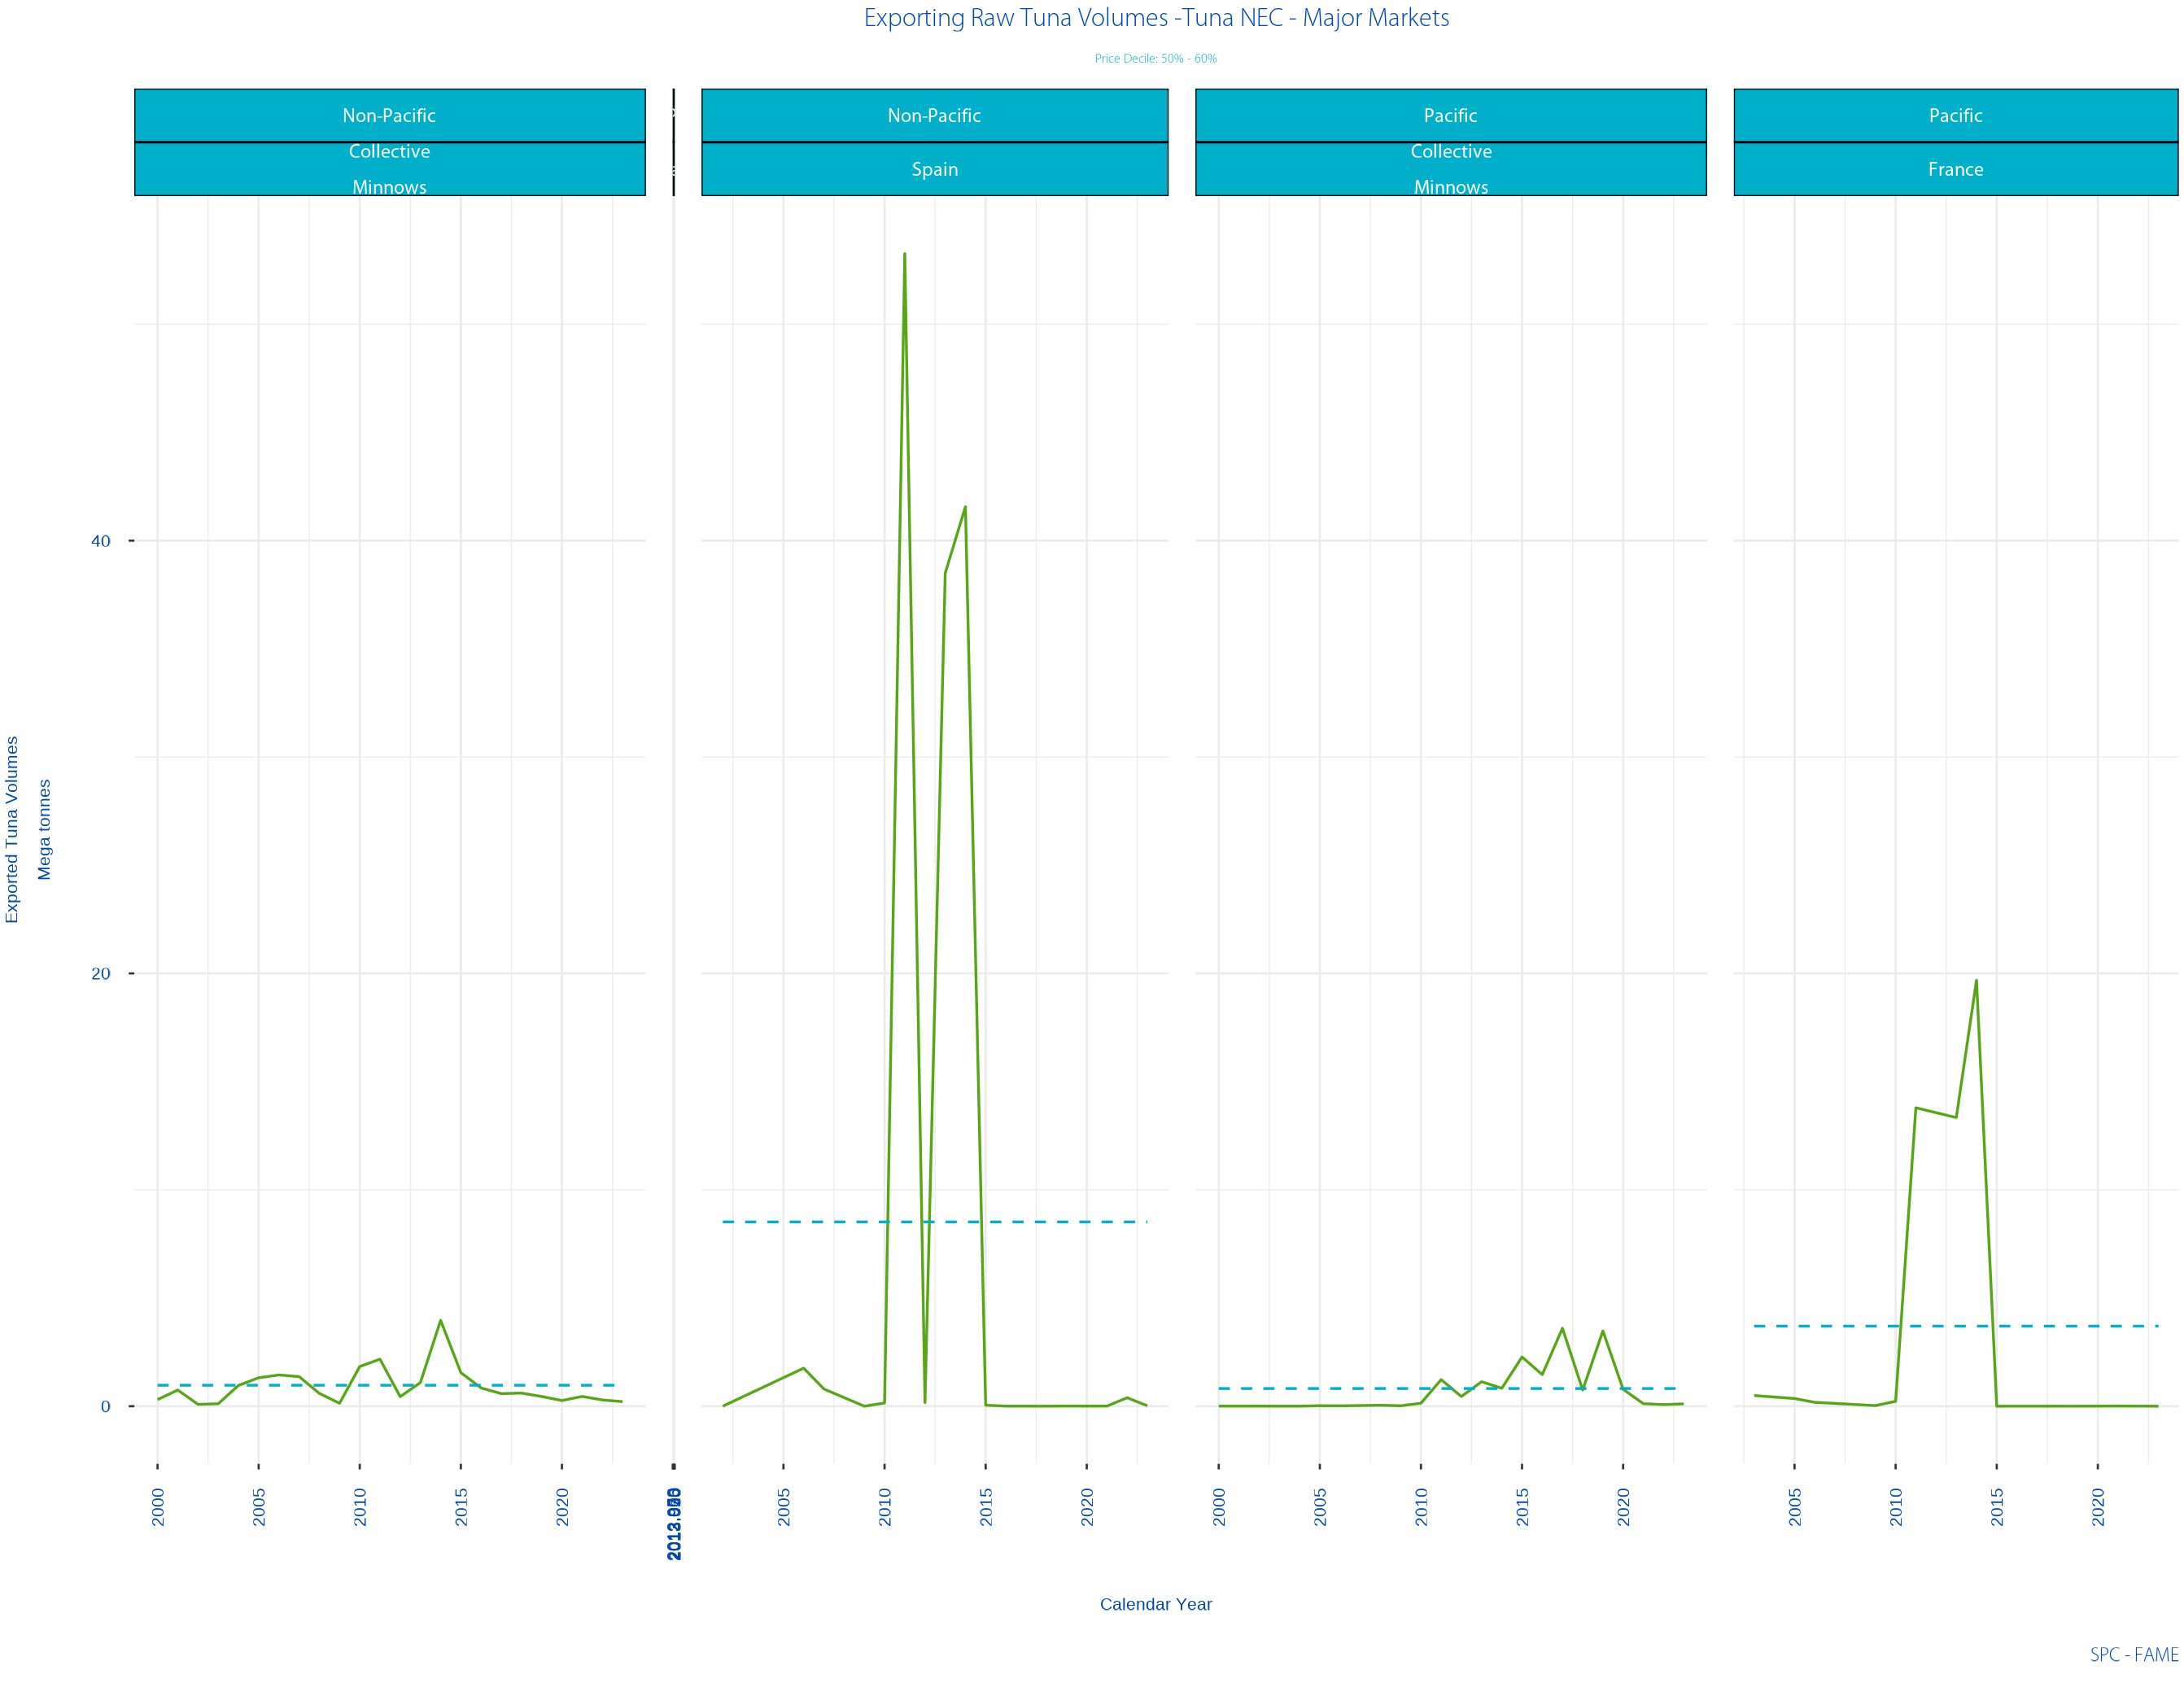 Exporting Raw Tuna Volumes -Tuna NEC - Major Markets
Price Decile: 50% - 60%
Non-Pacific
Non-Pacific
Pacific
Pacific
Collective
Minnows
Spain
Collective
Minnows
France
Exported Tuna Volumes
Mega tonnes
40
20
0
2000
2005
2010
2015
2020
2005
2010
2015
2020
2000
2005
2010
2015
2020
2005
2010
2015
2020
Calendar Year
SPC - FAME